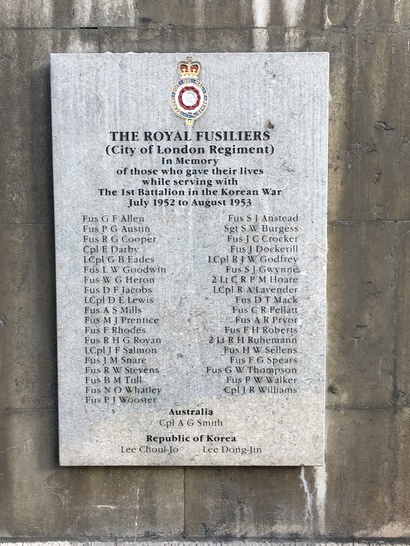 THE ROYAL FUSILIERS
(City of London Regiment)
In Memory
of those who gave their lives
while serving with
The 1st Battalion in the Korean War
July 1952 to August 1953
Fus G F Allen
Fus P G Austin
Fus R G Cooper
Cpl E Darby
LCpl G B Eades
Fus L W Goodwin
Fus W G Heron
Fus D F Jacobs
LCpl D E Lewis
Fus A S Mills
Fus M J Prentice
Fus F Rhodes
Fus R H G Royan
LCpl J F Salmon
Fus J M Snare
Fus R W Stevens
Fus B M Tull
Fus N O Whatley
Fus P J Wooster
Fus S J Anstead
Sgt S W Burgess
Fus J C Crocker
Fus J Dockerill
LCpl R J W Godfrey
Fus S J Gwynne
2 Lt C R P M Hoare
LCpl R A Lavender
Fus D T Mack
Fus C R Pellatt
Fus A R Pryor
Fus F H Roberts
2 Lt R H Ruhemann
Fus H W Sellens
Fus F G Spears
Fus G W Thompson
Fus P W Walker
Cpl J R Williams
Australia
Cpl A G Smith
Republic of Korea
Lee Choul-Jo Lee Dong-Jin